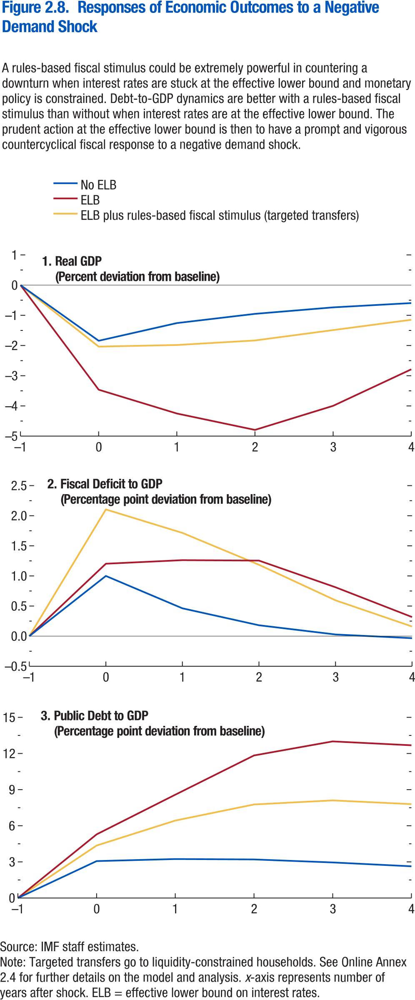 Figure 2.8. Responses of Economic Outcomes to a Negative
Demand Shock
A rules-based fiscal stimulus could be extremely powerful in countering a
downturn when interest rates are stuck at the effective lower bound and monetary
policy is constrained. Debt-to-GDP dynamics are better with a rules-based fiscal
stimulus than without when interest rates are at the effective lower bound. The
prudent action at the effective lower bound is then to have a prompt and vigorous
countercyclical fiscal response to a negative demand shock.
No ELB
ELB
ELB plus rules-based fiscal stimulus (targeted transfers)
1. Real GDP
(Percent deviation from baseline)
1
0
–1
–2
–3
–4
–5
–1 0 1 2 3 4
2. Fiscal Deficit to GDP
(Percentage point deviation from baseline)
2.5
2.0
1.5
1.0
0.5
0.0
–0.5
–1 0 1 2 3 4
3. Public Debt to GDP
(Percentage point deviation from baseline)
15
12
9
6
3
0
–1 0 1 2 3 4
Source: IMF staff estimates.
Note: Targeted transfers go to liquidity-constrained households. See Online Annex
2.4 for further details on the model and analysis. x-axis represents number of
years after shock. ELB = effective lower bound on interest rates.